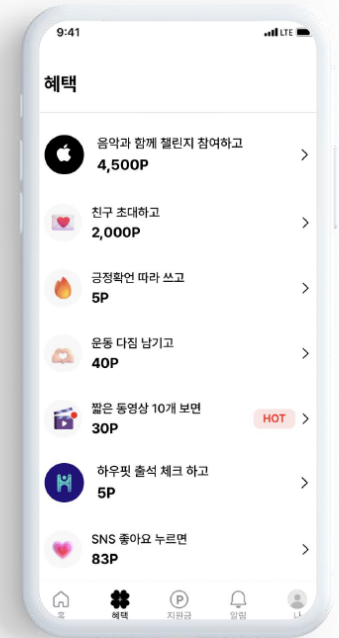 9:41
LTE
혜택
음악과 함께 챌린지 참여하고
4,500P
친구 초대하고
2,000P
긍정확언 따라 쓰고
5P
운동 다짐 남기고
40P
짧은 동영상 10개 보면
30P
HOT
하우핏 출석 체크 하고
5P
SNS 좋아요 누르면
83P
홈
혜택
P
지원금
알림
나